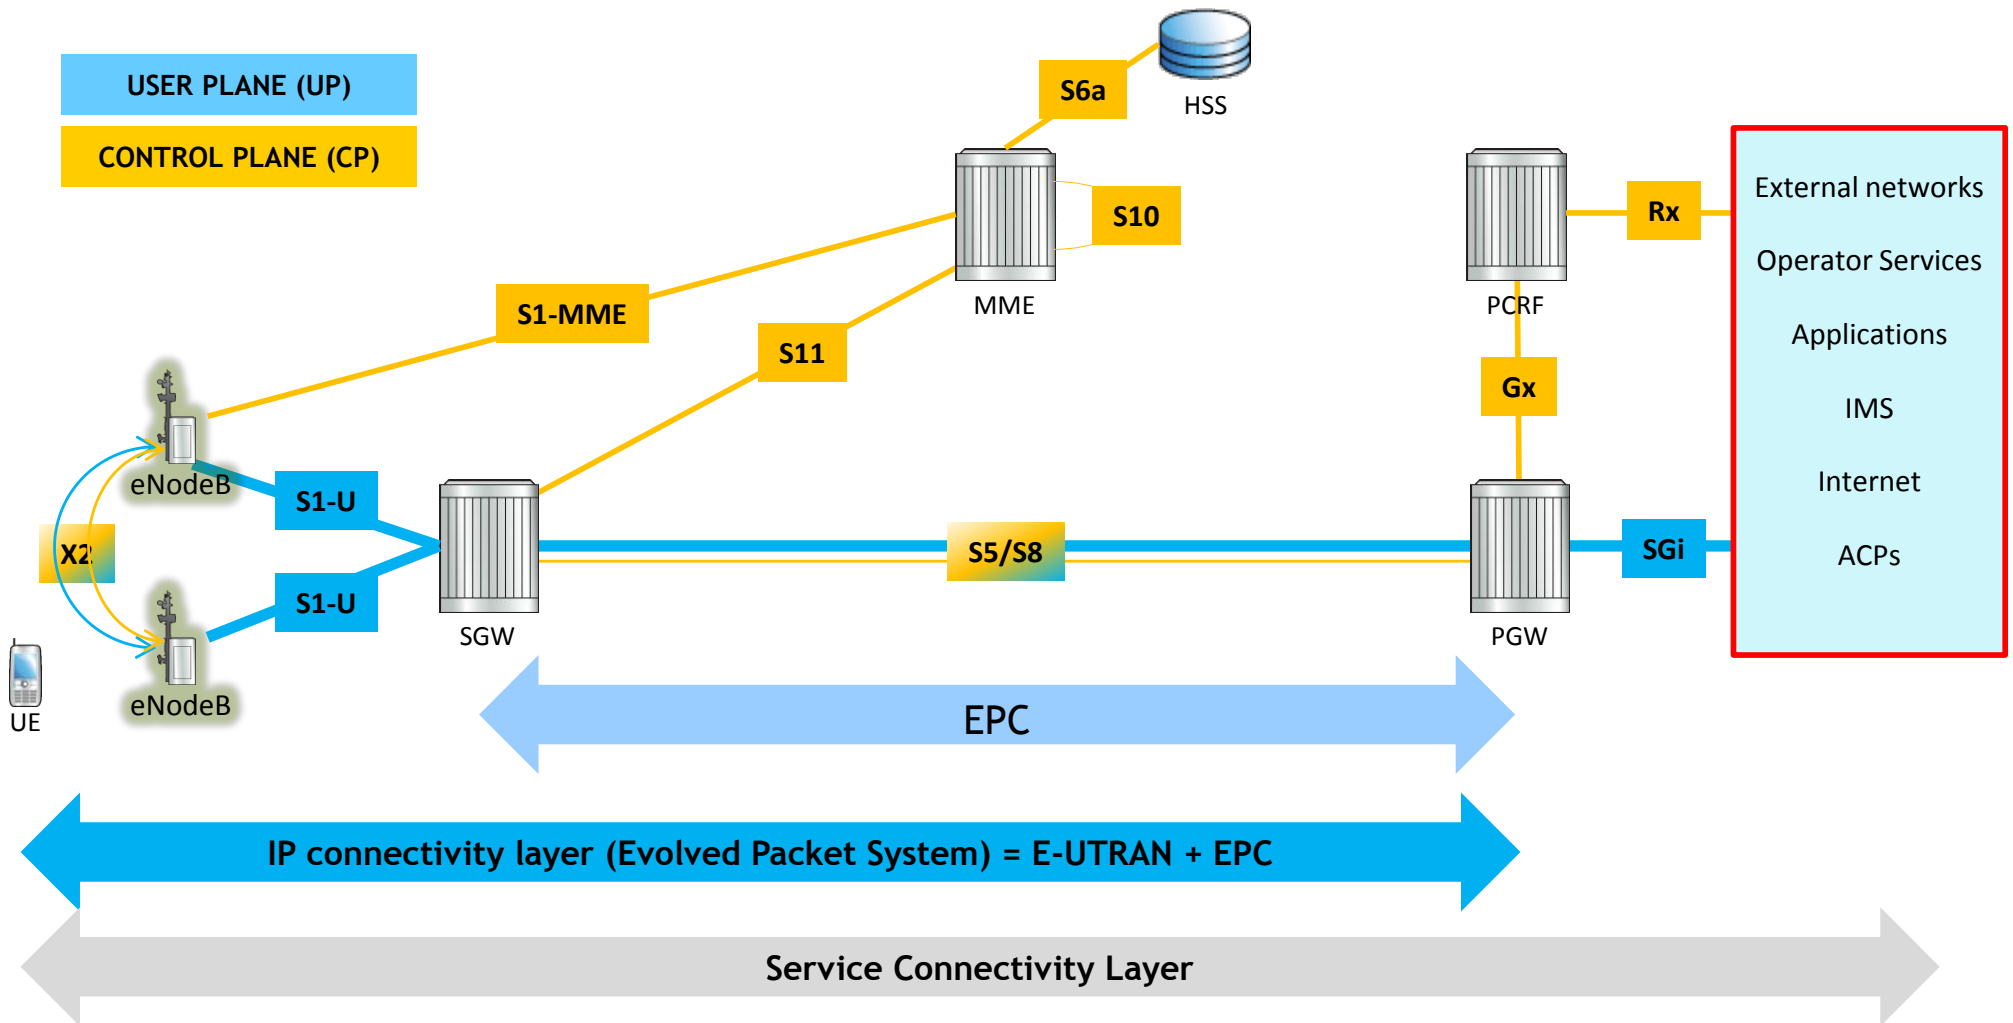 USER PLANE (UP)
CONTROL PLANE (CP)
S6a
HSS
S10
MME
PCRF
Rx
External networks
Operator Services
Applications
IMS
Internet
ACPs
S1-MME
S11
Gx
eNodeB
S1-U
X2
S1-U
eNodeB
UE
SGW
S5/S8
PGW
SGi
EPC
IP connectivity layer (Evolved Packet System) = E-UTRAN + EPC
Service Connectivity Layer